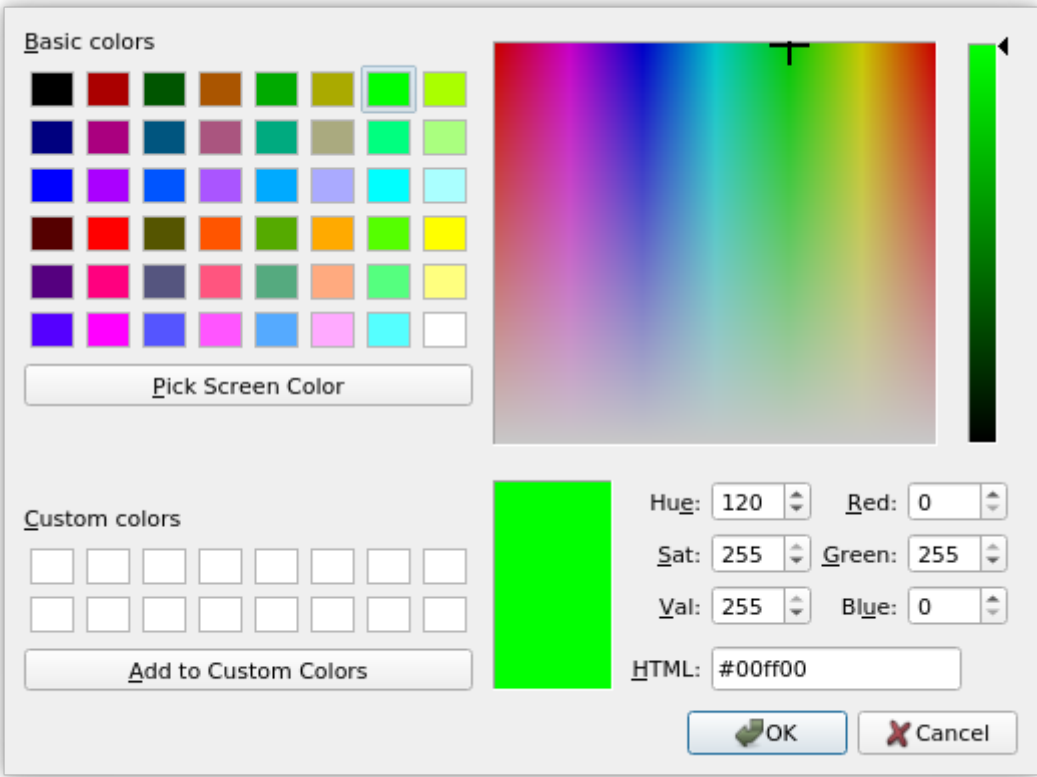 Basic colors
Pick Screen Color
Custom colors
Add to Custom Colors
Hue: 120 Red: 0
Sat: 255 Green: 255
Val: 255 Blue: 0
HTML: #00ff00
OK Cancel